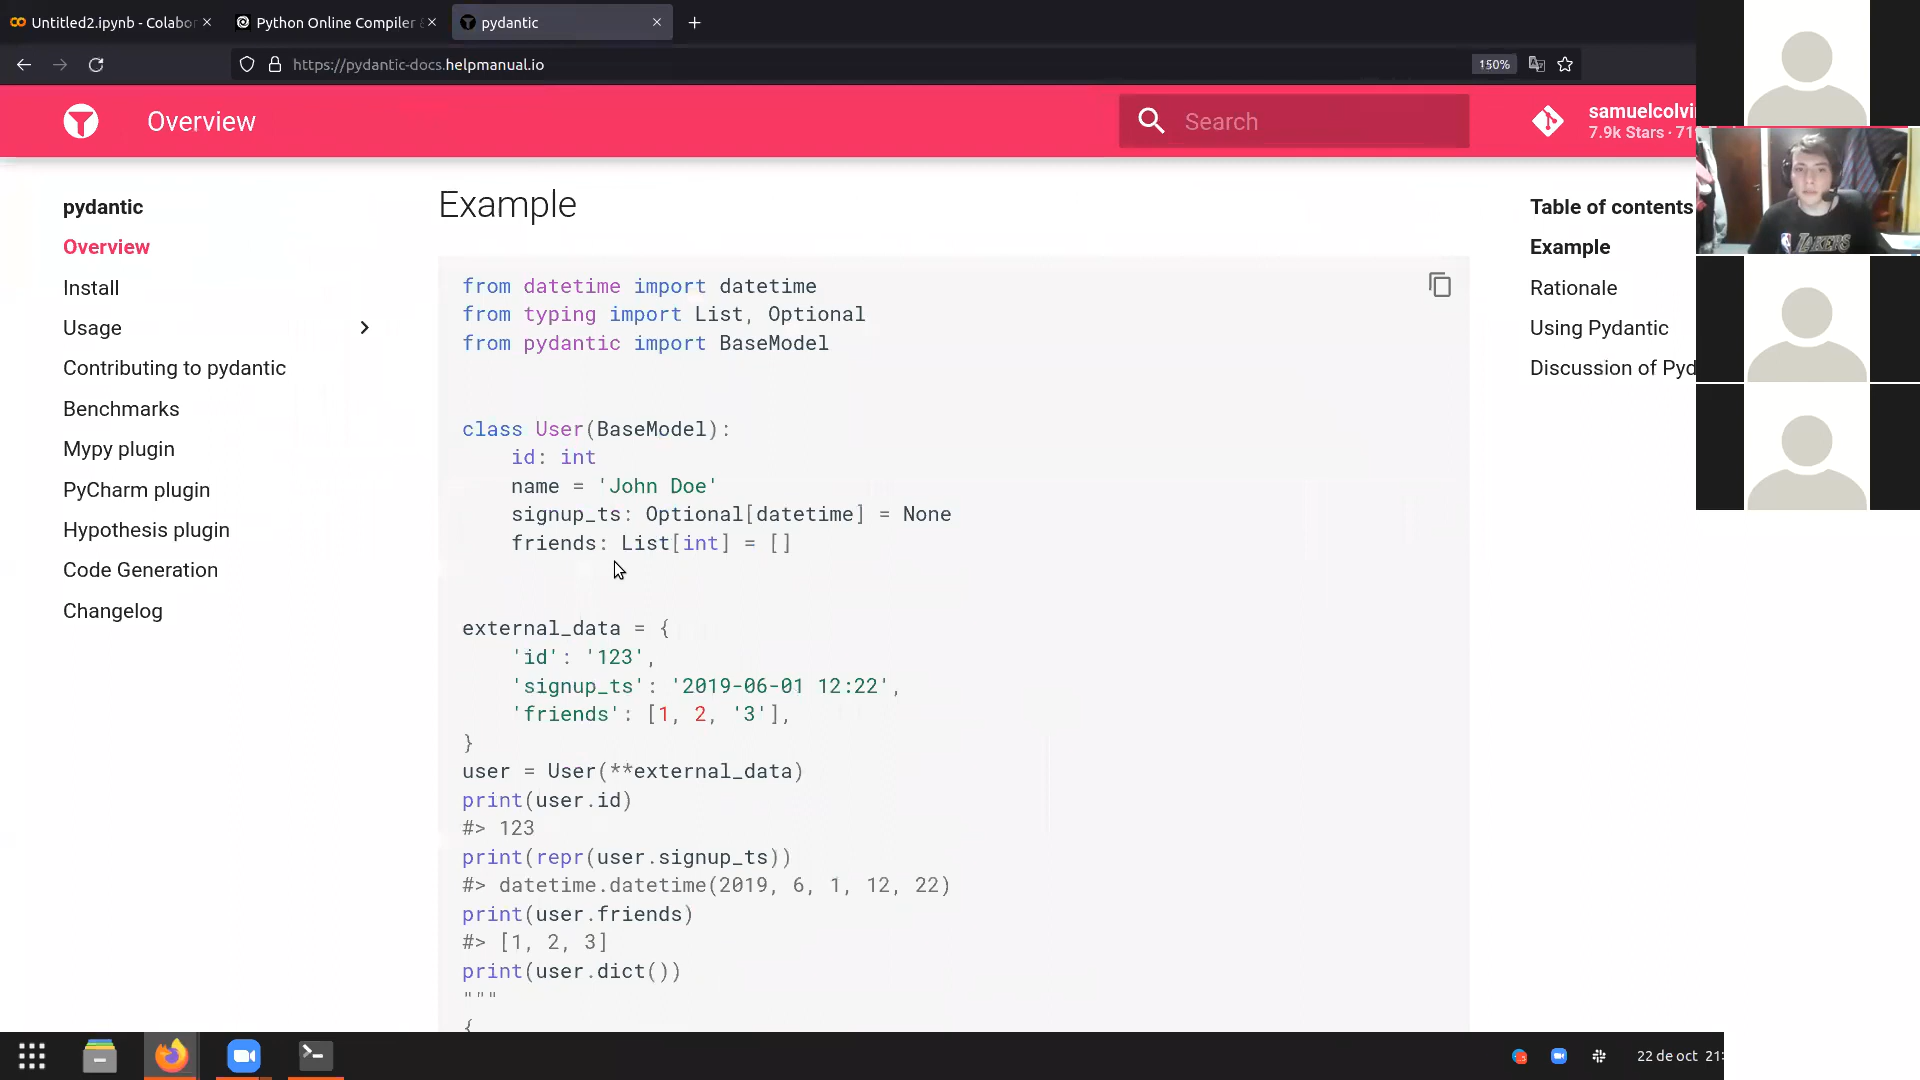 Untitled2.ipynb - Colabo
Python Online Compiler
pydantic
https://pydantic-docs.helpmanual.io
150%
Overview
Search
samuelcolvi
7.9k Stars · 71
pydantic
Overview
Install
Usage
Contributing to pydantic
Benchmarks
Mypy plugin
PyCharm plugin
Hypothesis plugin
Code Generation
Changelog
Example
from datetime import datetime
from typing import List, Optional
from pydantic import BaseModel
class User(BaseModel):
    id: int
    name = 'John Doe'
    signup_ts: Optional[datetime] = None
    friends: List[int] = []
external_data = {
    'id': '123',
    'signup_ts': '2019-06-01 12:22',
    'friends': [1, 2, '3'],
}
user = User(**external_data)
print(user.id)
#> 123
print(repr(user.signup_ts))
#> datetime.datetime(2019, 6, 1, 12, 22)
print(user.friends)
#> [1, 2, 3]
print(user.dict())
"""
{
Table of contents
Example
Rationale
Using Pydantic
Discussion of Pyd
LAKERS
22 de oct 21: